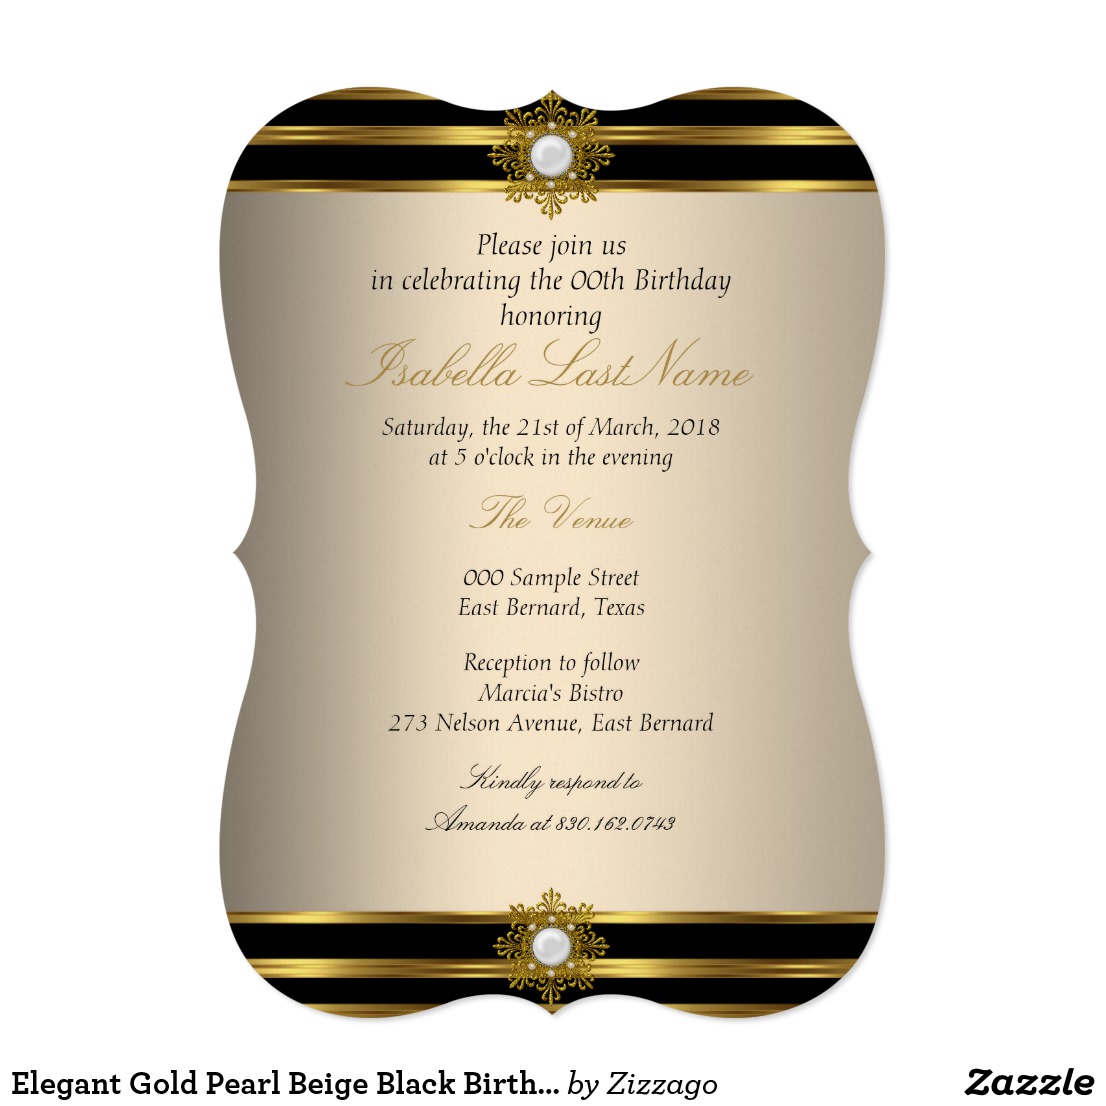 Please join us
in celebrating the 00th Birthday
honoring
Isabella LastName
Saturday, the 21st of March, 2018
at 5 o'clock in the evening
The Venue
000 Sample Street
East Bernard, Texas
Reception to follow
Marcia's Bistro
273 Nelson Avenue, East Bernard
Kindly respond to
Amanda at 830.162.0743
Elegant Gold Pearl Beige Black Birth... by Zizzago
Zazzle